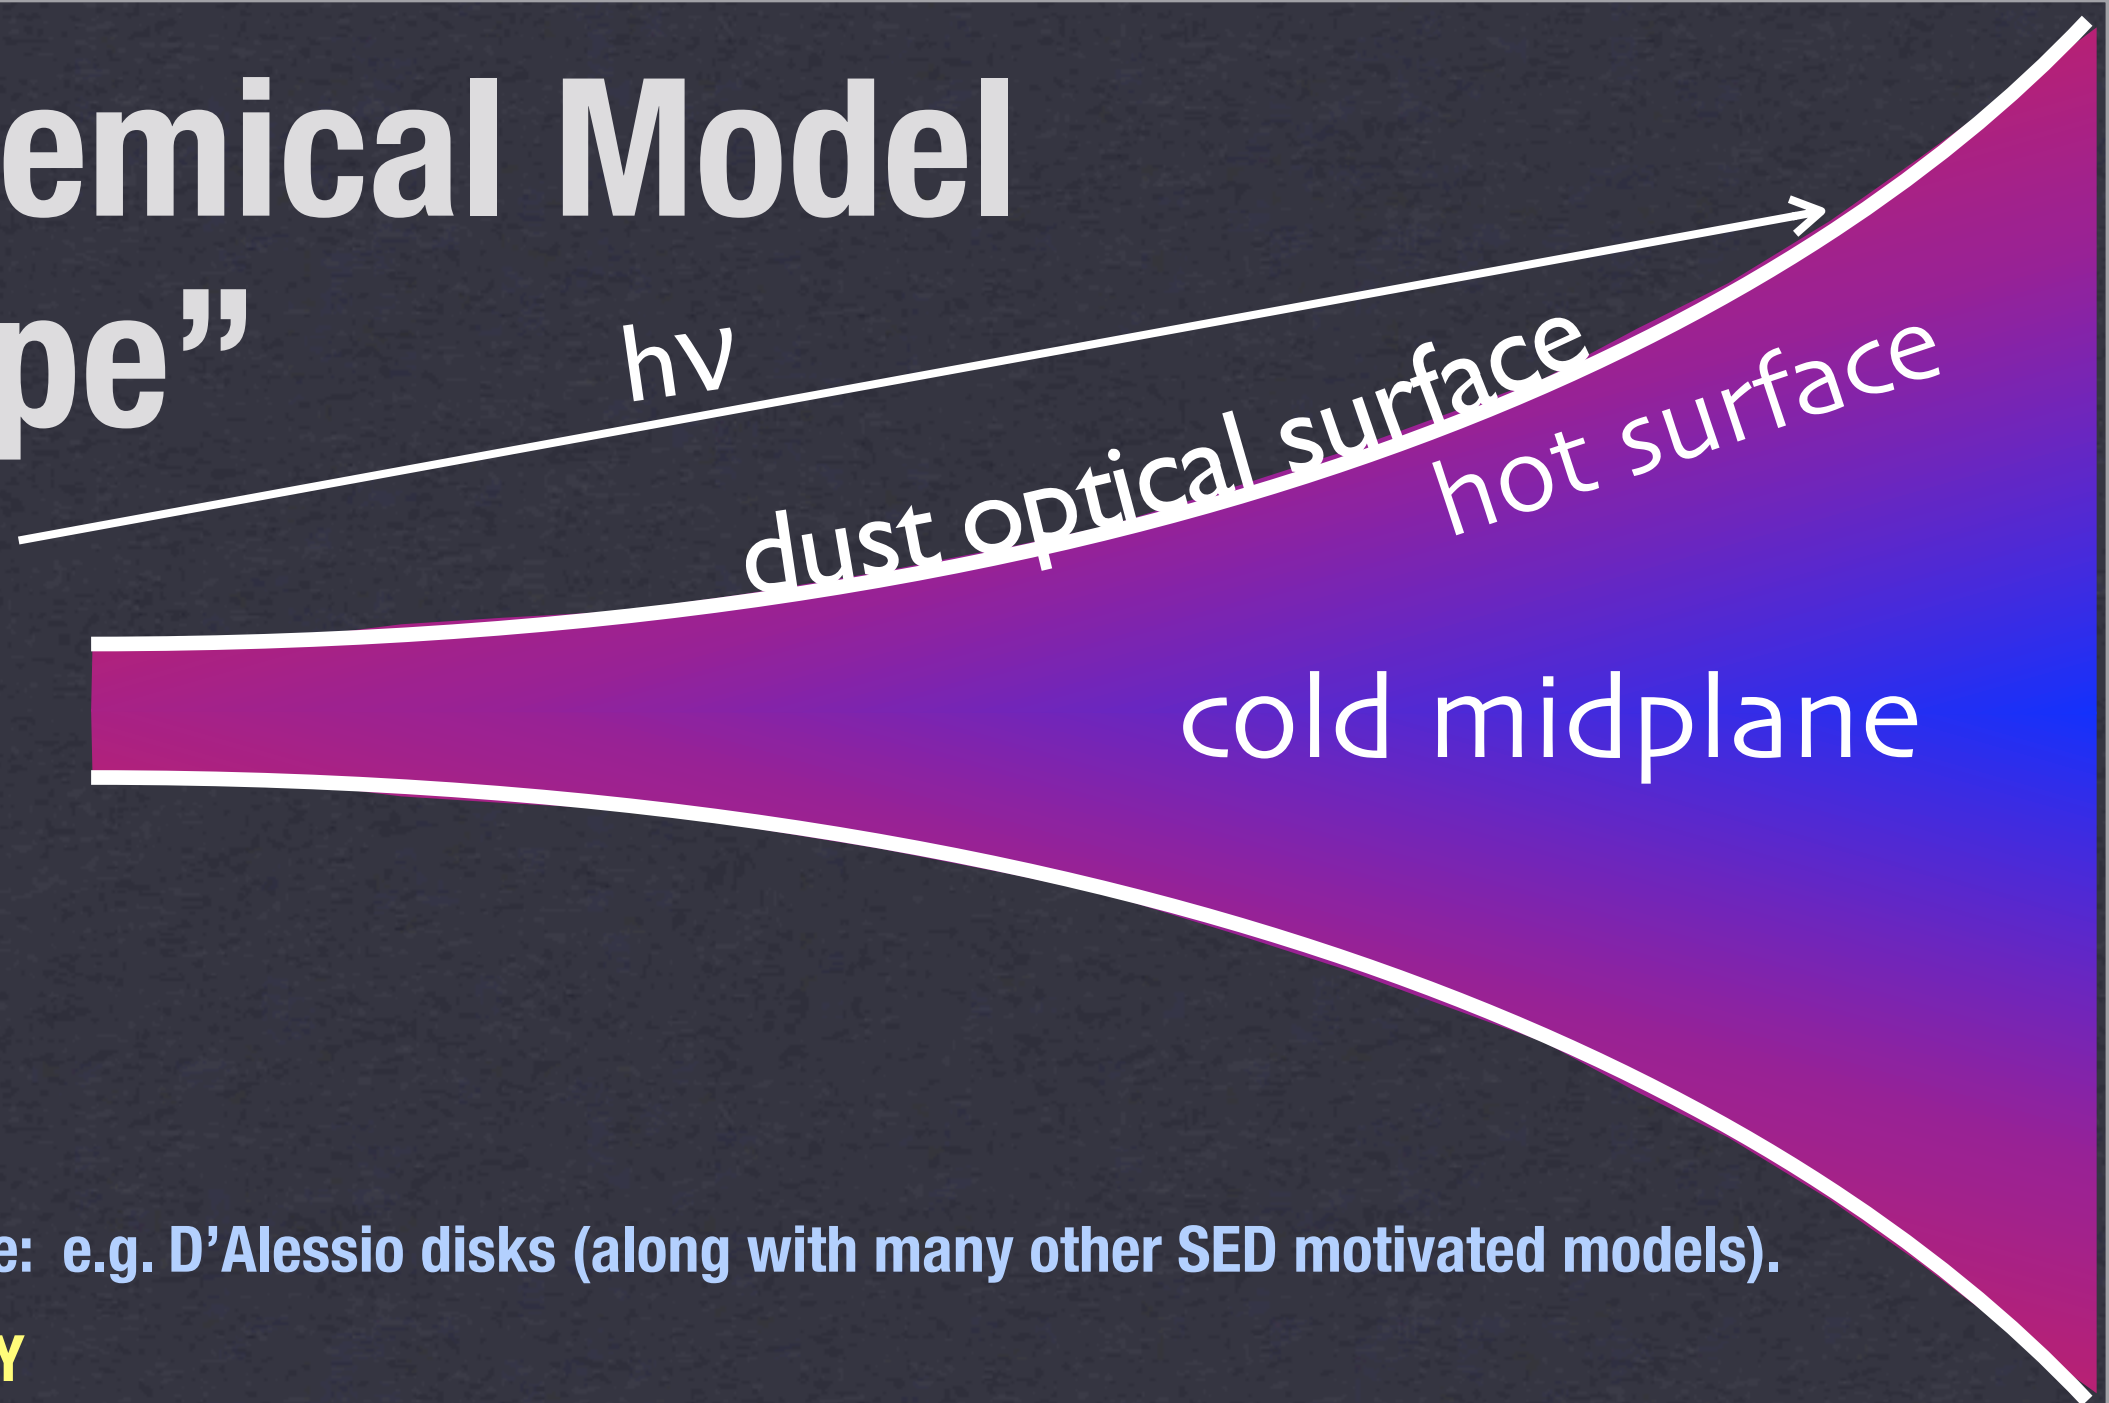 emical Model
pe”
hν
dust optical surface
hot surface
cold midplane
e: e.g. D’Alessio disks (along with many other SED motivated models).
Y